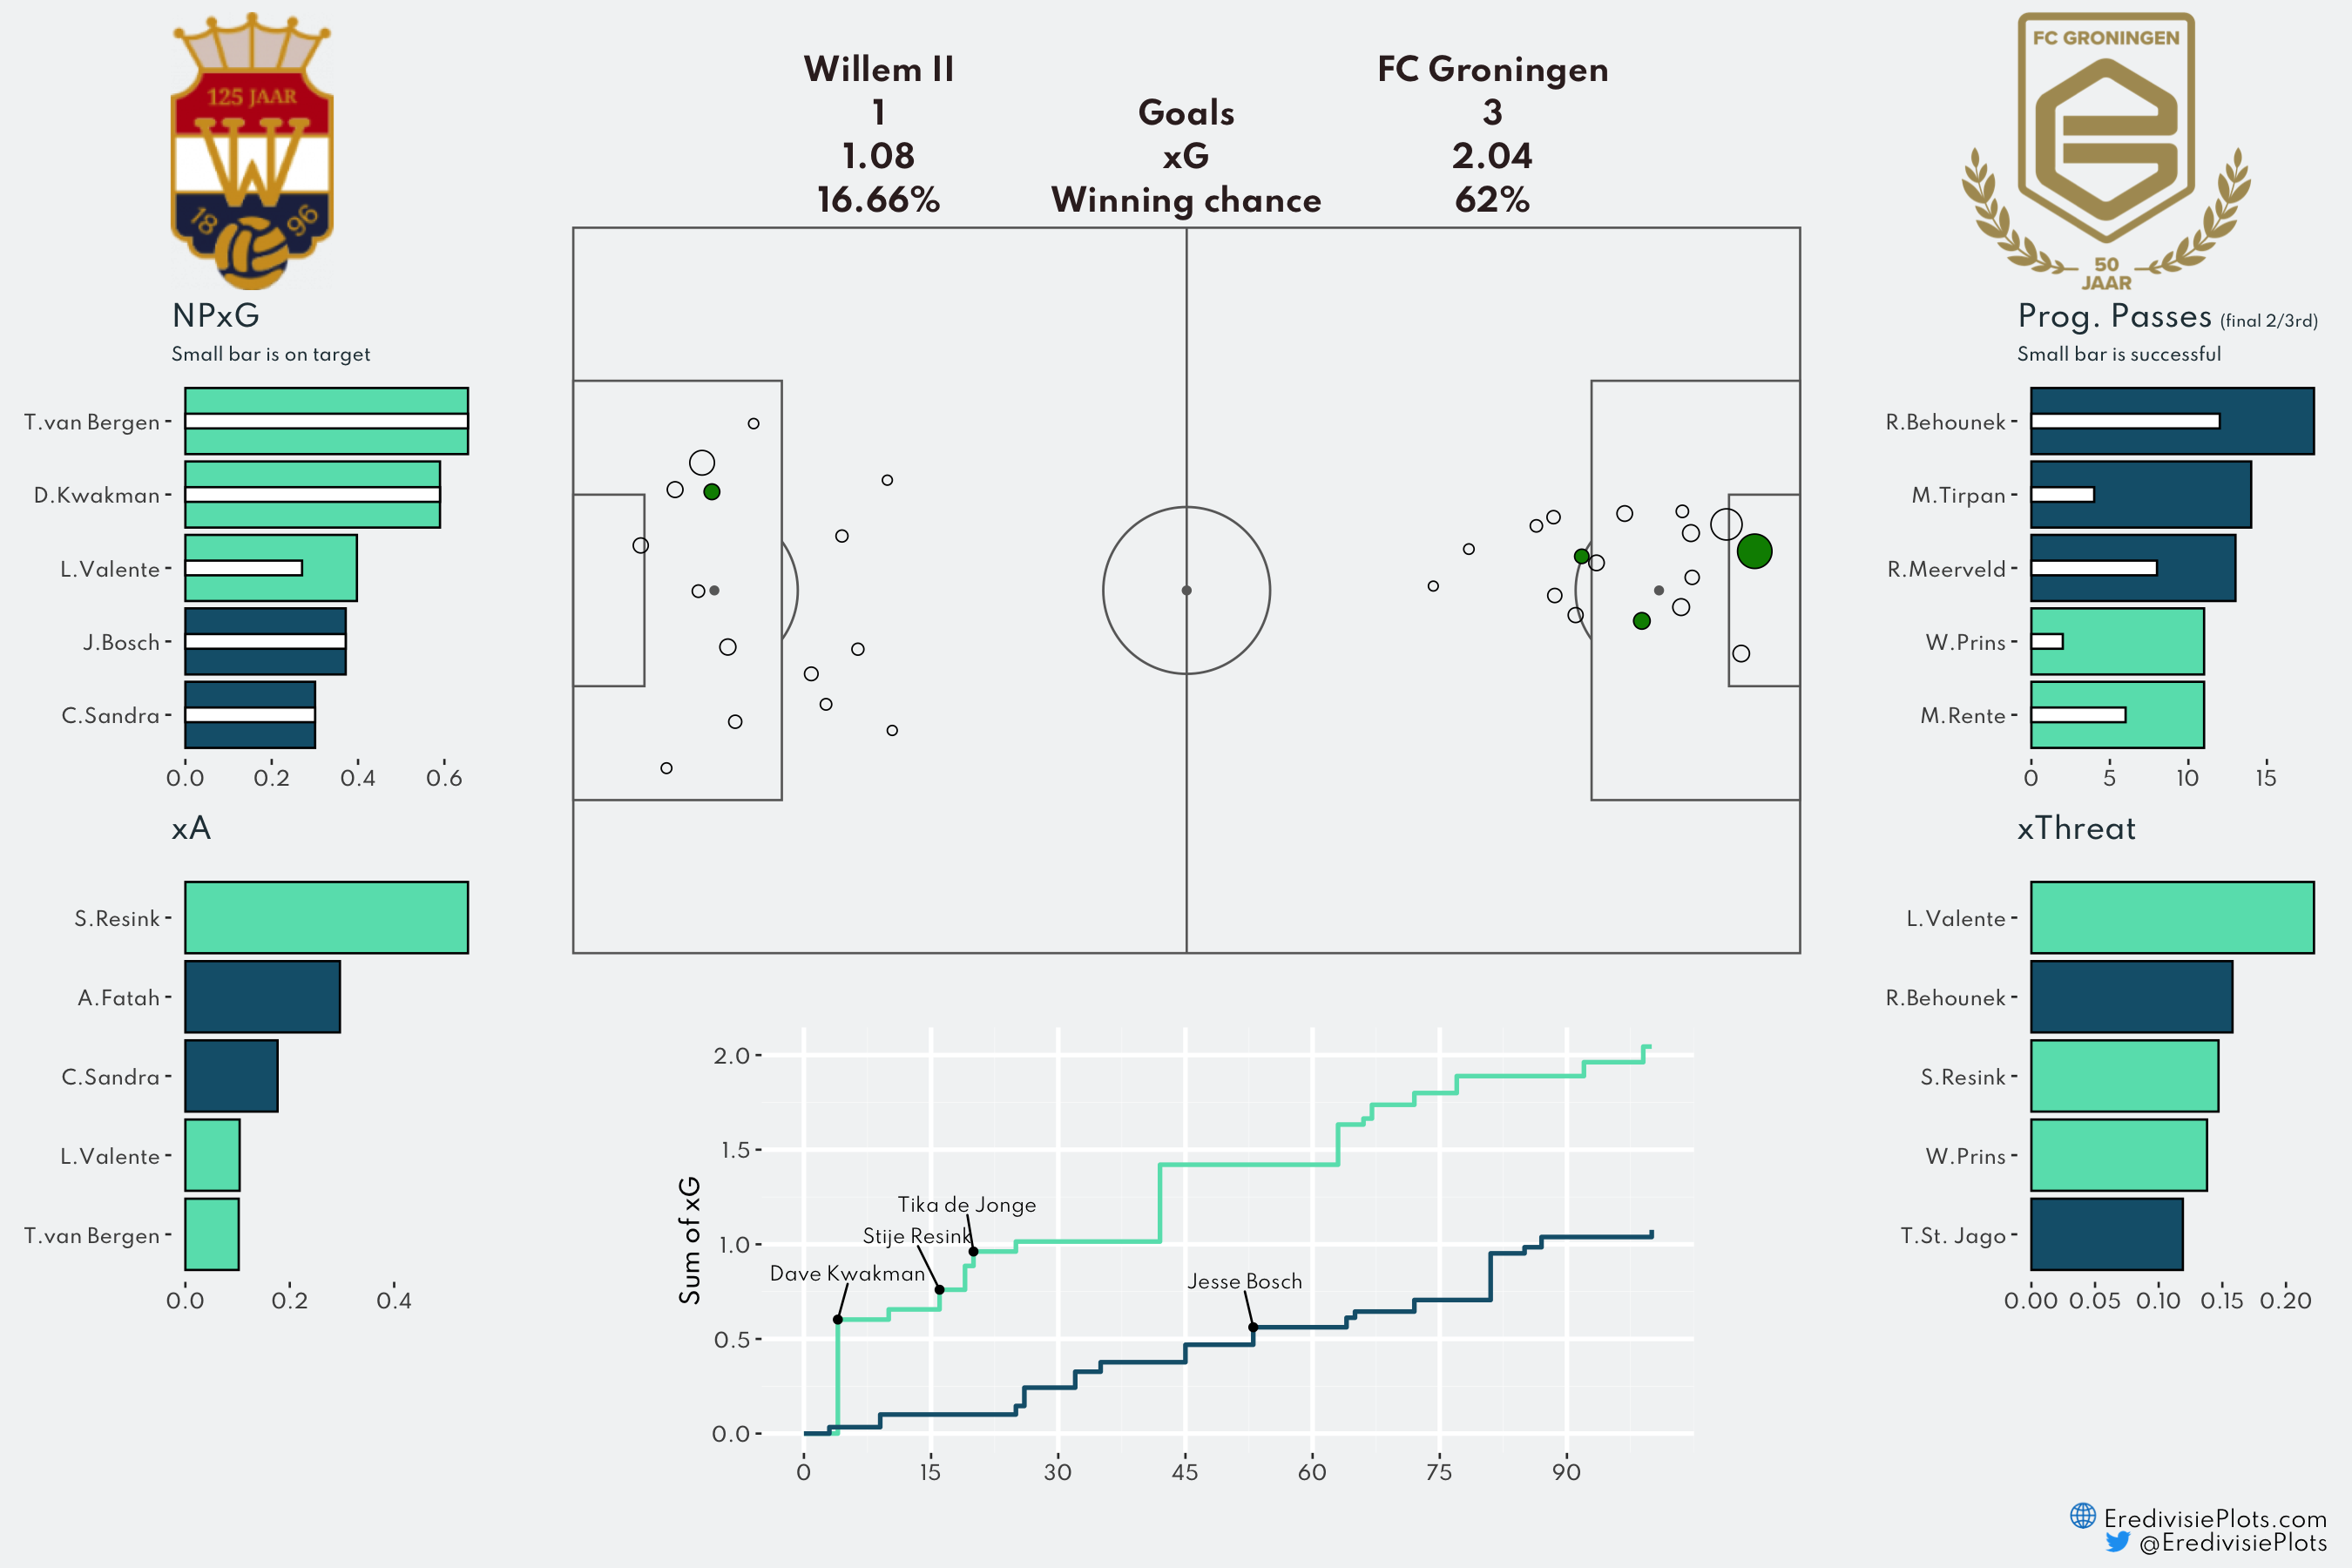 125 JAAR
W
18 96
FC GRONINGEN
50
JAAR
Willem II FC Groningen
1 Goals 3
1.08 xG 2.04
16.66% Winning chance 62%
NPxG
Small bar is on target
T.van Bergen
D.Kwakman
L.Valente
J.Bosch
C.Sandra
0.0 0.2 0.4 0.6
xA
S.Resink
A.Fatah
C.Sandra
L.Valente
T.van Bergen
0.0 0.2 0.4
Sum of xG
2.0
1.5
1.0
0.5
0.0
Tika de Jonge
Stije Resink
Dave Kwakman
Jesse Bosch
0 15 30 45 60 75 90
Prog. Passes (final 2/3rd)
Small bar is successful
R.Behounek
M.Tirpan
R.Meerveld
W.Prins
M.Rente
0 5 10 15
xThreat
L.Valente
R.Behounek
S.Resink
W.Prins
T.St. Jago
0.00 0.05 0.10 0.15 0.20
EredivisiePlots.com
@EredivisiePlots